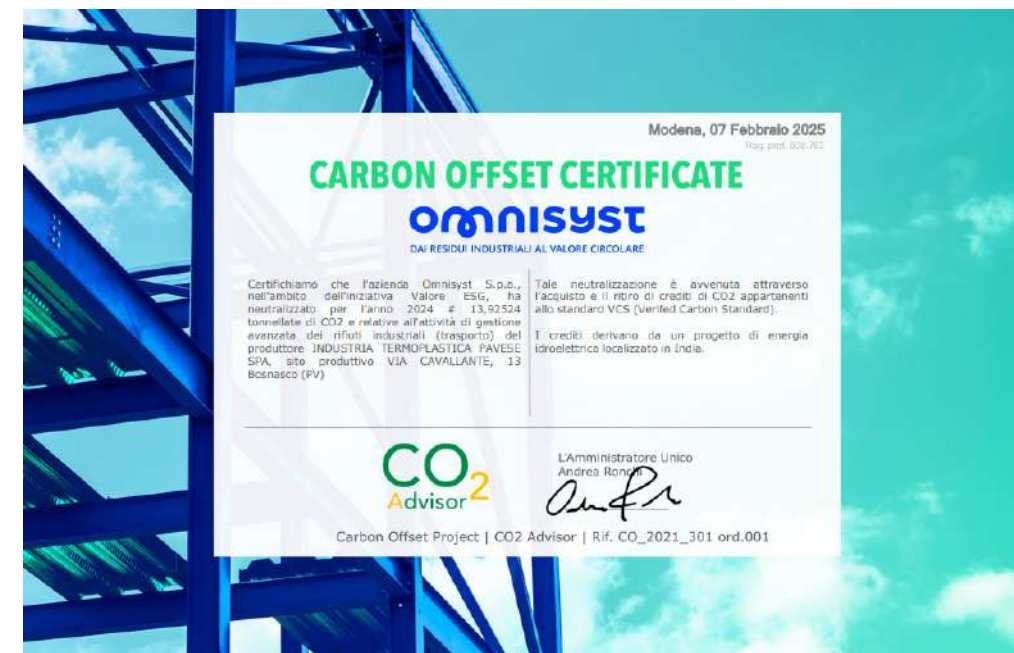 Modena, 07 Febbraio 2025
CARBON OFFSET CERTIFICATE
omnisyst
DAI RESIDUI INDUSTRIALI AL VALORE CIRCOLARE
Certifichiamo che l'azienda Omnisyst S.p.a.,
nell'ambito dell'iniziativa Valore ESG, ha
neutralizzato per l'anno 2024 # 13,92524
tonnellate di CO2 e relative all'attività di gestione
avanzata dei rifiuti industriali (trasporto) del
produttore INDUSTRIA TERMOPLASTICA PAVESE
SPA, sito produttivo VIA CAVALLANTE, 13
Bosnasco (PV)
Tale neutralizzazione è avvenuta attraverso
l'acquisto e il ritiro di crediti di CO2 appartenenti
allo standard VCS (Verifed Carbon Standard).
I crediti derivano da un progetto di energia
idroelettrica localizzato in India.
CO2
Advisor
L'Amministratore Unico
Andrea Ronchi
Carbon Offset Project | CO2 Advisor | Rif. CO_2021_301 ord.001